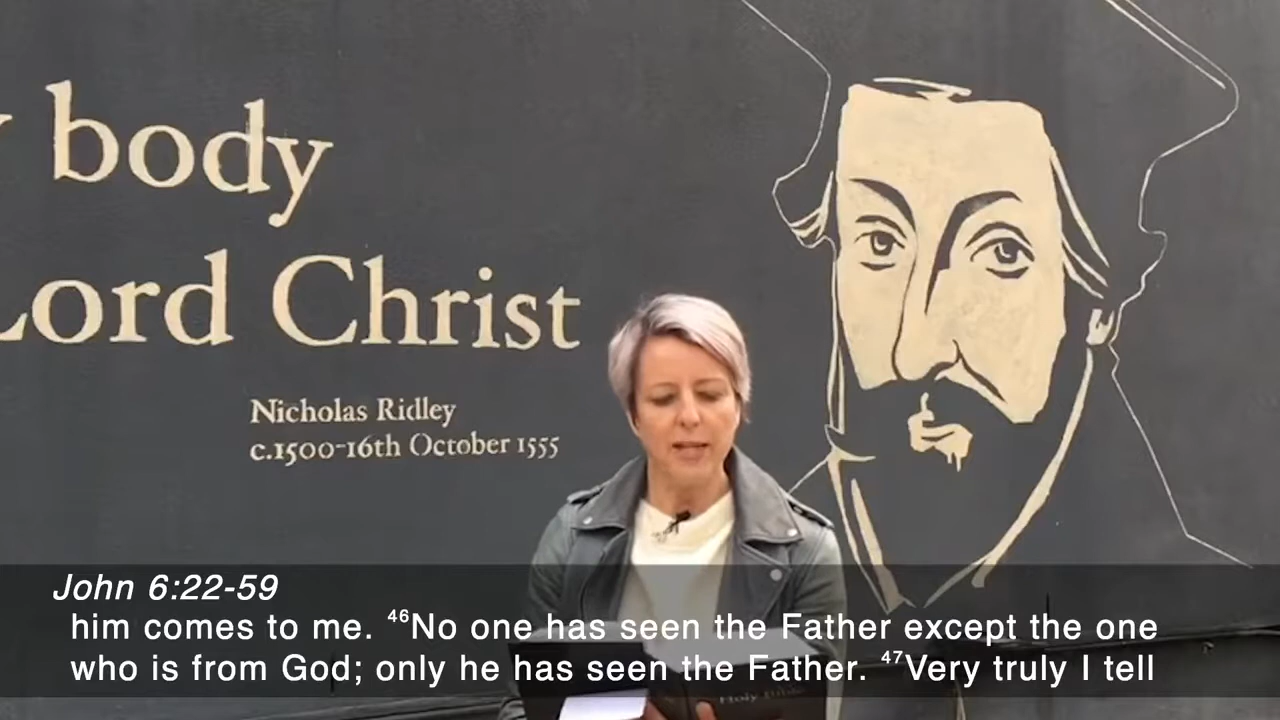 body
Lord Christ
Nicholas Ridley
c.1500-16th October 1555
John 6:22-59
him comes to me. ⁴⁶No one has seen the Father except the one
who is from God; only he has seen the Father. ⁴⁷Very truly I tell
Holy Bible